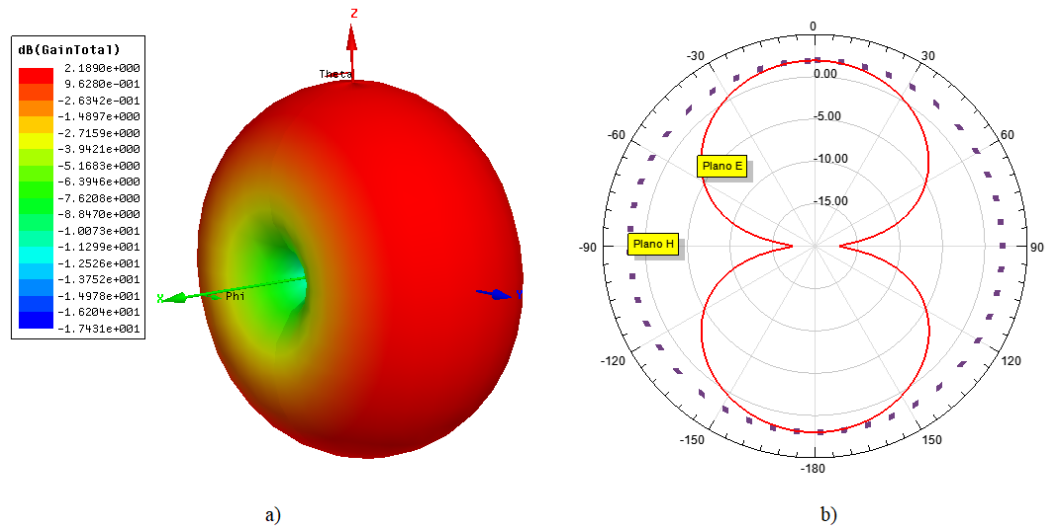 dB(GainTotal)
2.1890e+000
9.6280e-001
-2.6342e-001
-1.4897e+000
-2.7159e+000
-3.9421e+000
-5.1683e+000
-6.3946e+000
-7.6208e+000
-8.8470e+000
-1.0073e+001
-1.1299e+001
-1.2526e+001
-1.3752e+001
-1.4978e+001
-1.6204e+001
-1.7431e+001
Z
Theta
X
Phi
a)
0
-30
30
0.00
-5.00
-60
60
-10.00
Plano E
-15.00
-90
Plano H
90
-120
120
-150
150
-180
b)